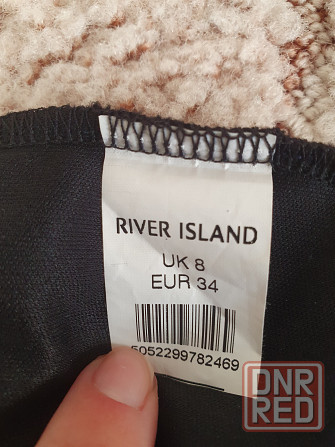 RIVER ISLAND
UK 8
EUR 34
5052299782469
DNR
RED